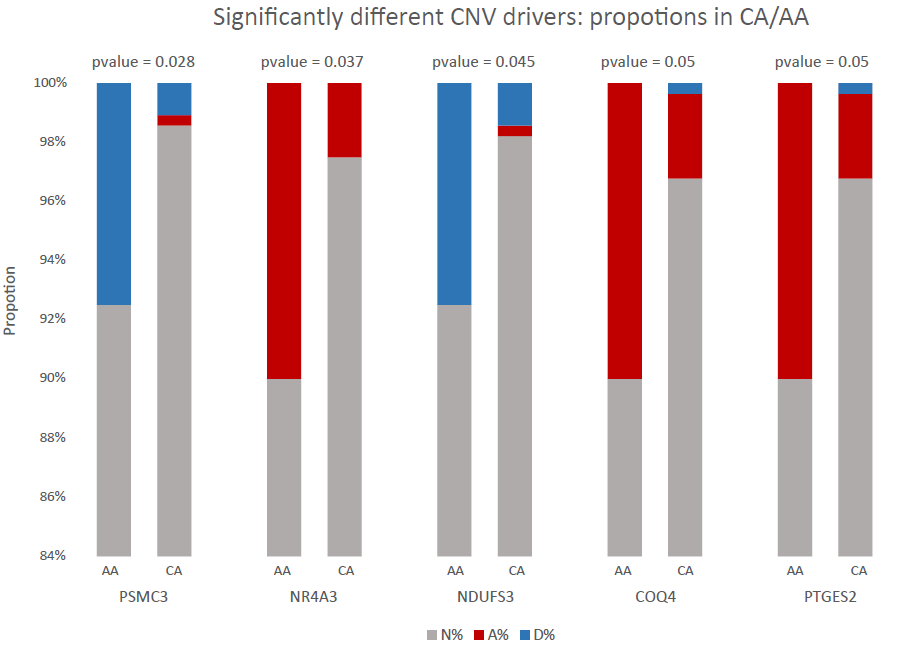 Significantly different CNV drivers: propotions in CA/AA
pvalue = 0.028 pvalue = 0.037 pvalue = 0.045 pvalue = 0.05 pvalue = 0.05
100%
98%
96%
94%
92%
90%
88%
86%
84%
Propotion
AA CA AA CA AA CA AA CA AA CA
PSMC3 NR4A3 NDUFS3 COQ4 PTGES2
N% A% D%